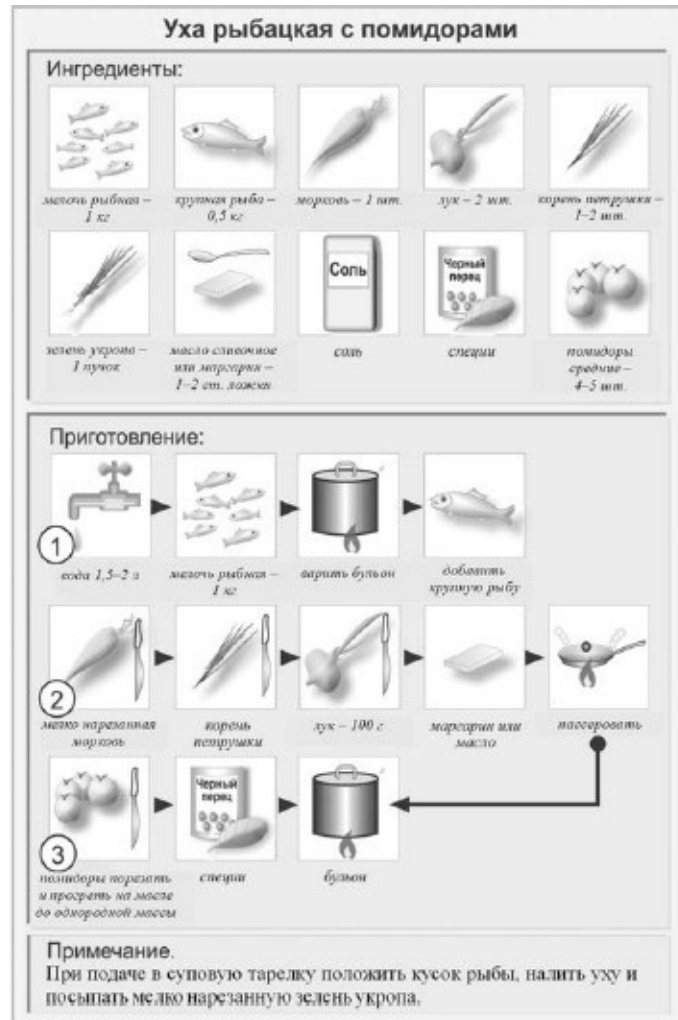 Уха рыбацкая с помидорами
Ингредиенты:
мелочь рыбная –
1 кг
крупная рыба –
0,5 кг
морковь – 1 шт.
лук – 2 шт.
корень петрушки –
1–2 шт.
зелень укропа –
1 пучок
масло сливочное
или маргарин –
1–2 ст. ложки
Соль
соль
Черный
перец
специи
помидоры
средние –
4–5 шт.
Приготовление:
1
вода 1,5–2 л
мелочь рыбная –
1 кг
варить бульон
добавить
крупную рыбу
2
мелко нарезанная
морковь
корень
петрушки
лук – 100 г
маргарин или
масло
пассеровать
3
помидоры порезать
и прогреть на масле
до однородной массы
Черный
перец
специи
бульон
Примечание.
При подаче в суповую тарелку положить кусок рыбы, налить уху и
посыпать мелко нарезанную зелень укропа.